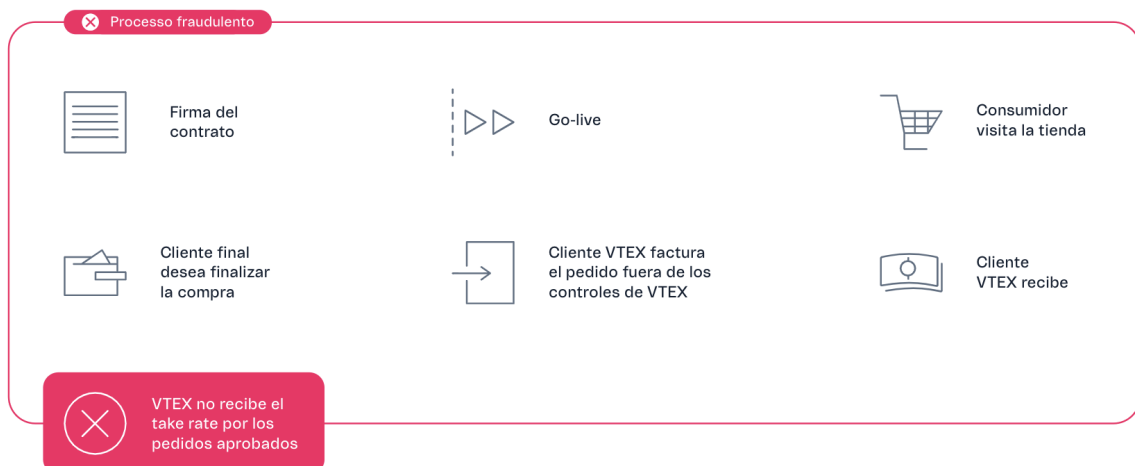 Processo fraudulento
Firma del
contrato
Go-live
Consumidor
visita la tienda
Cliente final
desea finalizar
la compra
Cliente VTEX factura
el pedido fuera de los
controles de VTEX
Cliente
VTEX recibe
VTEX no recibe el
take rate por los
pedidos aprobados